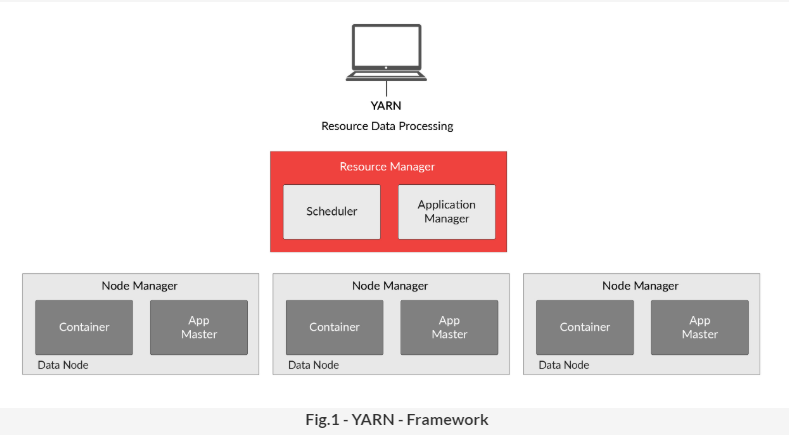 YARN
Resource Data Processing
Resource Manager
Scheduler
Application
Manager
Node Manager
Container
App
Master
Data Node
Node Manager
Container
App
Master
Data Node
Node Manager
Container
App
Master
Data Node
Fig.1 - YARN - Framework